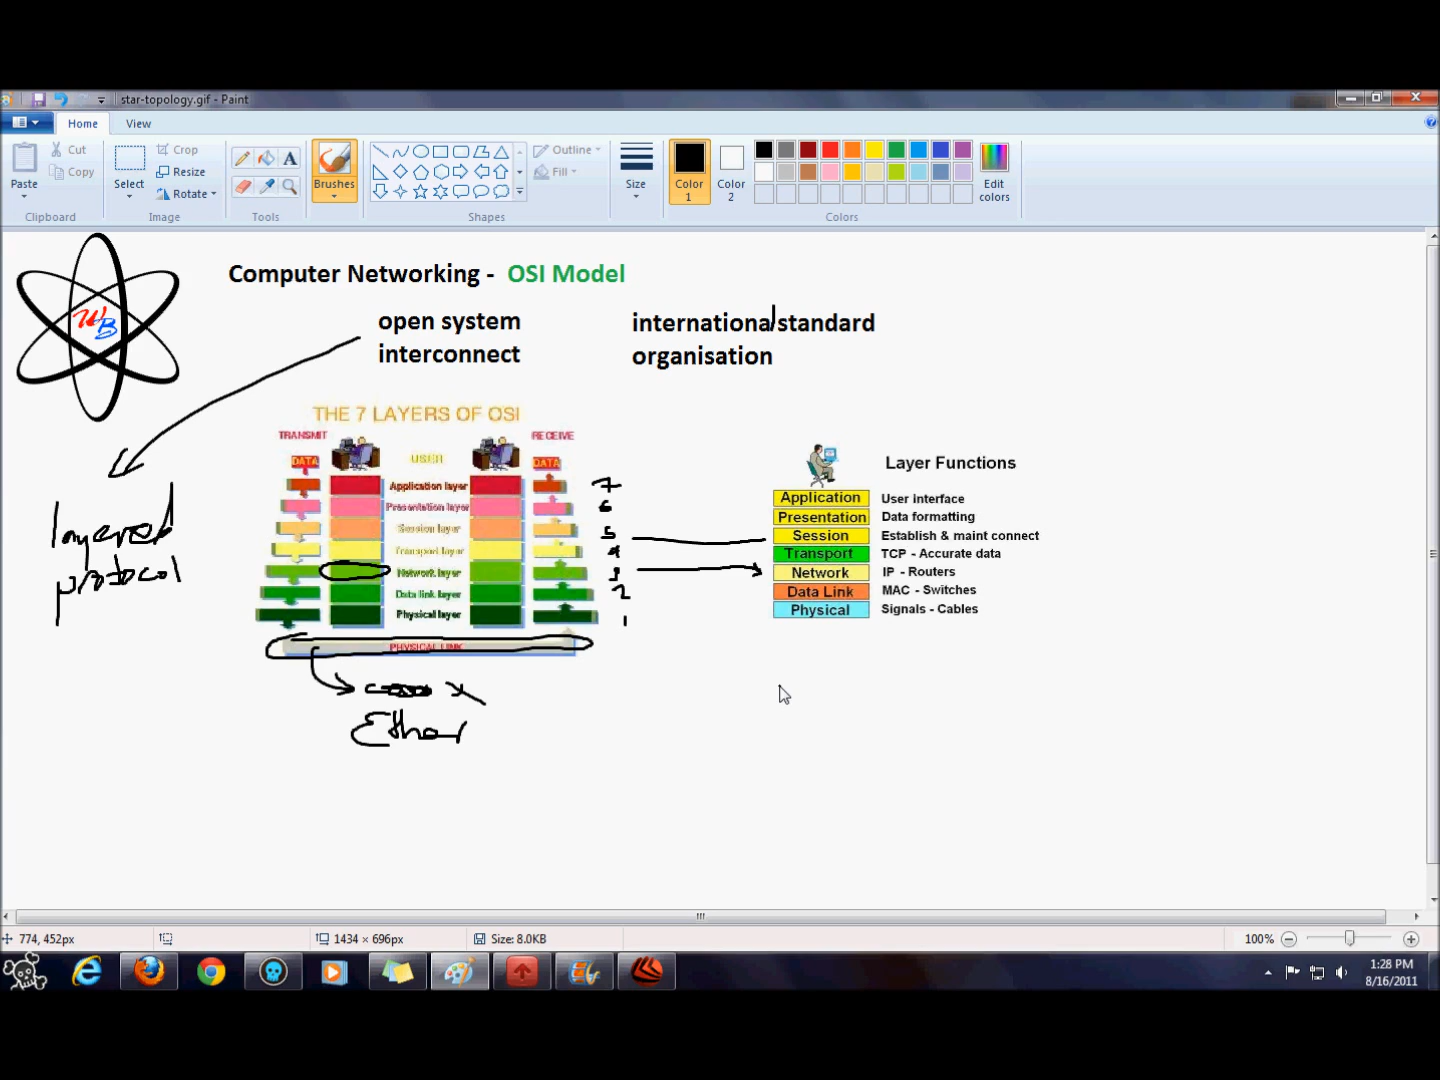 star-topology.gif - Paint
Home View
Paste Cut Copy Clipboard
Select Crop Resize Rotate Image
A Tools
Brushes
Outline Fill Shapes
Size
Color 1 Color 2
Edit colors Colors
WB
Computer Networking - OSI Model
open system
interconnect
international standard
organisation
layered
protocol
THE 7 LAYERS OF OSI
TRANSMIT RECEIVE
DATA USER DATA
Application layer 7
Presentation layer 6
Session layer 5
Transport layer 4
Network layer 3
Data link layer 2
Physical layer 1
PHYSICAL LINK
Ether
Layer Functions
Application User interface
Presentation Data formatting
Session Establish & maint connect
Transport TCP - Accurate data
Network IP - Routers
Data Link MAC - Switches
Physical Signals - Cables
774, 452px 1434 × 696px Size: 8.0KB 100%
1:28 PM
8/16/2011